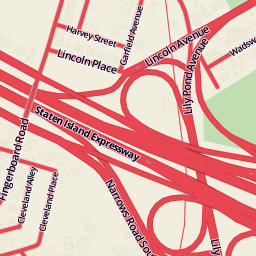 Harvey Street
Lincoln Place
Garfield Avenue
Lincoln Avenue
Lily Pond Avenue
Staten Island Expressway
Fingerboard Road
Cleveland Alley
Cleveland Place
Narrows Road Sou
Lily
Wadsw